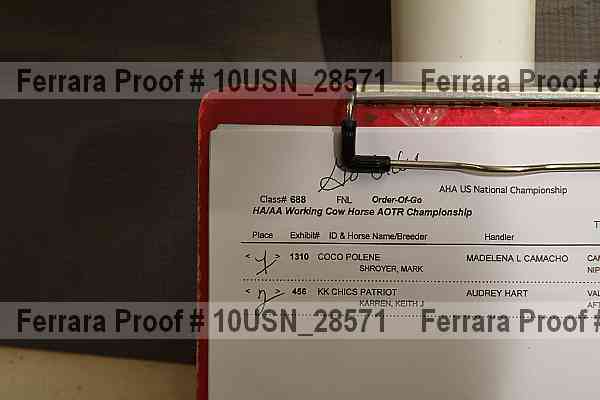 Ferrara Proof # 10USN_28571 Ferrara Proof #
AHA US National Championship
Class# 688 FNL Order-Of-Go
HA/AA Working Cow Horse AOTR Championship
Place Exhibit# ID & Horse Name/Breeder Handler
< > 1310 COCO POLENE MADELENA L CAMACHO
SHROYER, MARK
< 2 > 456 KK CHICS PATRIOT AUDREY HART
KARREN, KEITH J
Ferrara Proof # 10USN_28571 Ferrara Proof #